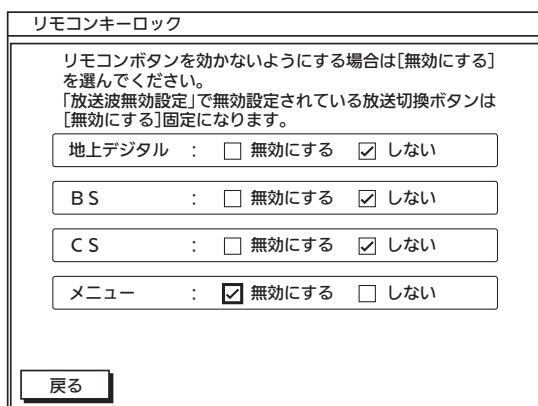 リモコンキーロック
リモコンボタンを効かないようにする場合は[無効にする]
を選んでください。
「放送波無効設定」で無効設定されている放送切換ボタンは
[無効にする]固定になります。
地上デジタル : 無効にする しない
ＢＳ : 無効にする しない
ＣＳ : 無効にする しない
メニュー : 無効にする しない
戻る